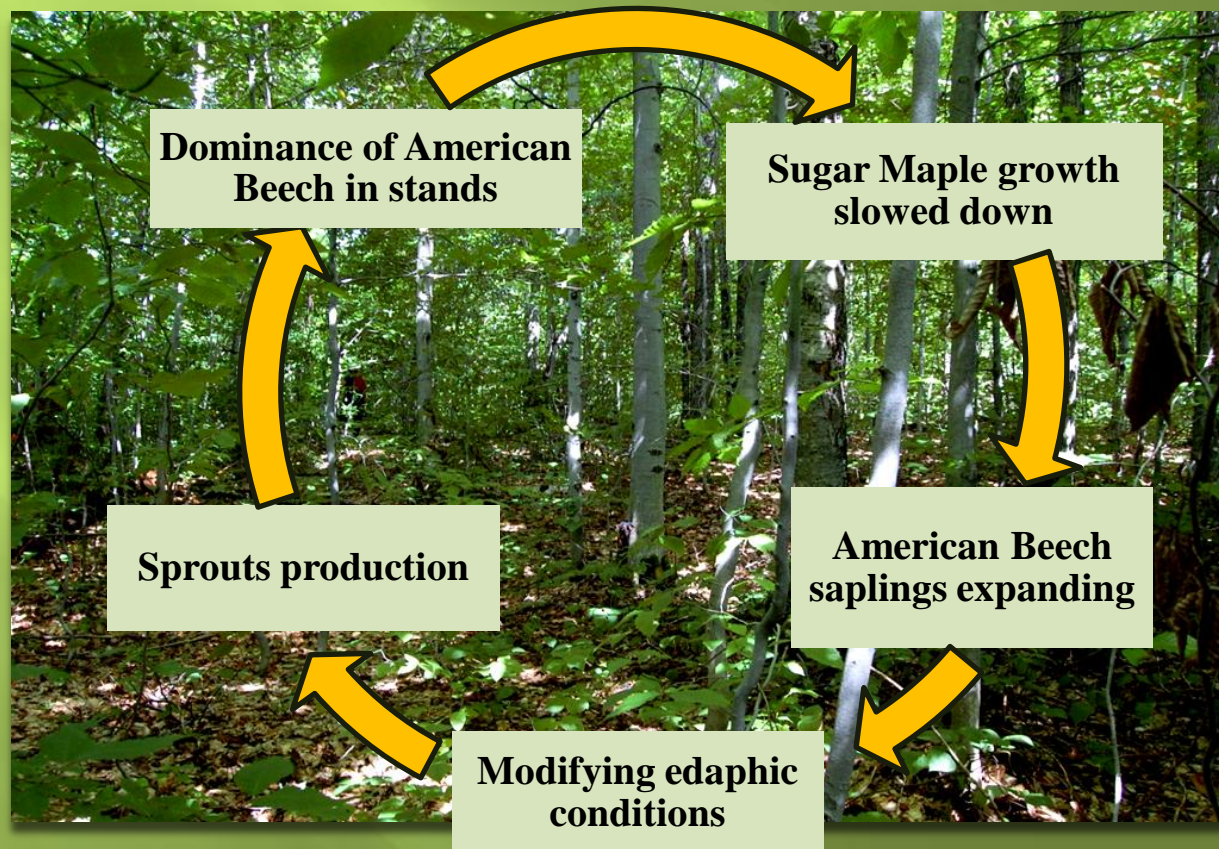 Dominance of American
Beech in stands
Sugar Maple growth
slowed down
American Beech
saplings expanding
Modifying edaphic
conditions
Sprouts production